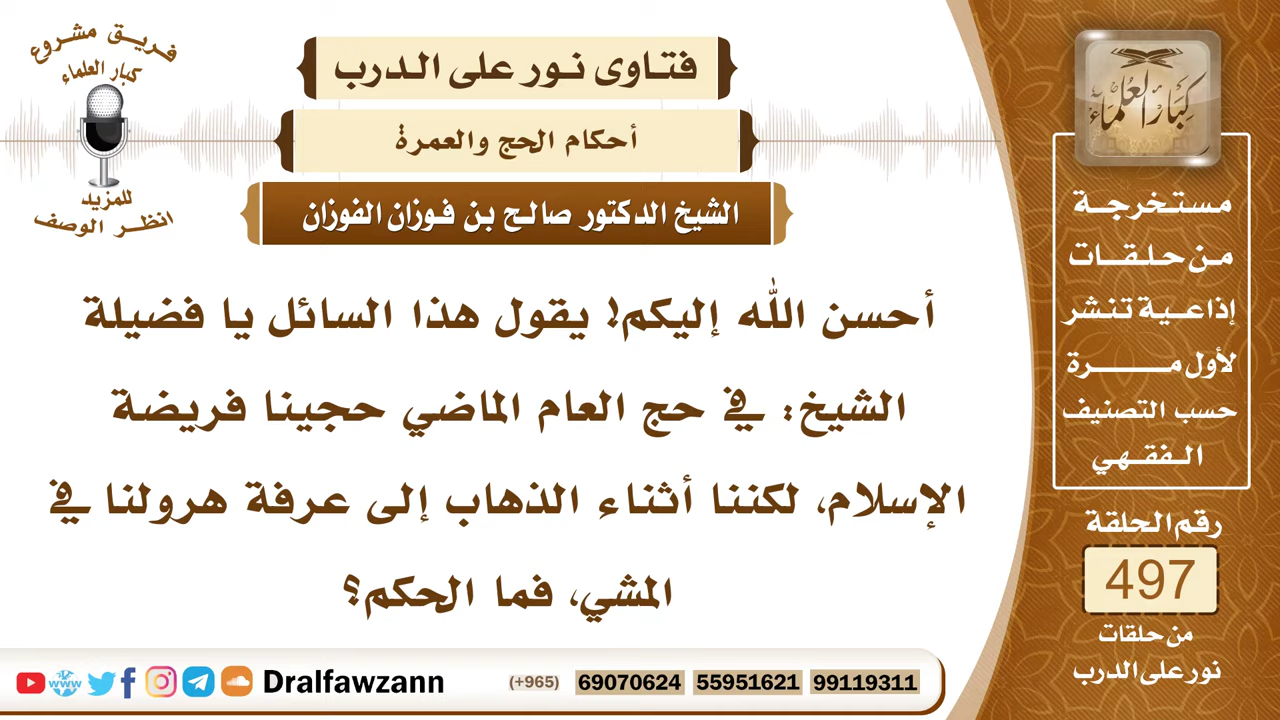 فريق مشروع
كبار العلماء
للمزيد
انظر الوصف
فتاوى نور على الدرب
أحكام الحج والعمرة
الشيخ الدكتور صالح بن فوزان الفوزان
أحسن الله إليكم! يقول هذا السائل يا فضيلة
الشيخ: في حج العام الماضي حجينا فريضة
الإسلام، لكننا أثناء الذهاب إلى عرفة هرولنا في
المشي، فما الحكم؟
كبار العلماء
مستخرجة
من حلقات
إذاعية تنشر
لأول مرة
حسب التصنيف
الفقهي
رقم الحلقة
497
من حلقات
نور على الدرب
www Dralfawzann (+965) 69070624 55951621 99119311